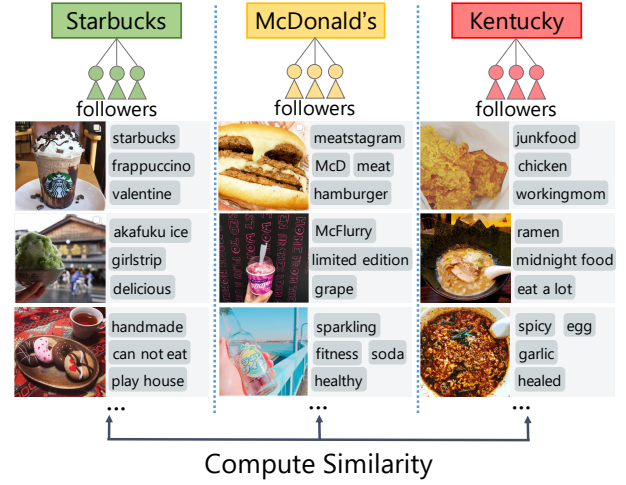 Starbucks
McDonald's
Kentucky
followers
followers
followers
starbucks
frappuccino
valentine
meatstagram
McD meat
hamburger
junkfood
chicken
workingmom
akafuku ice
girlstrip
delicious
McFlurry
limited edition
grape
ramen
midnight food
eat a lot
handmade
can not eat
play house
sparkling
fitness soda
healthy
spicy egg
garlic
healed
...
...
...
Compute Similarity